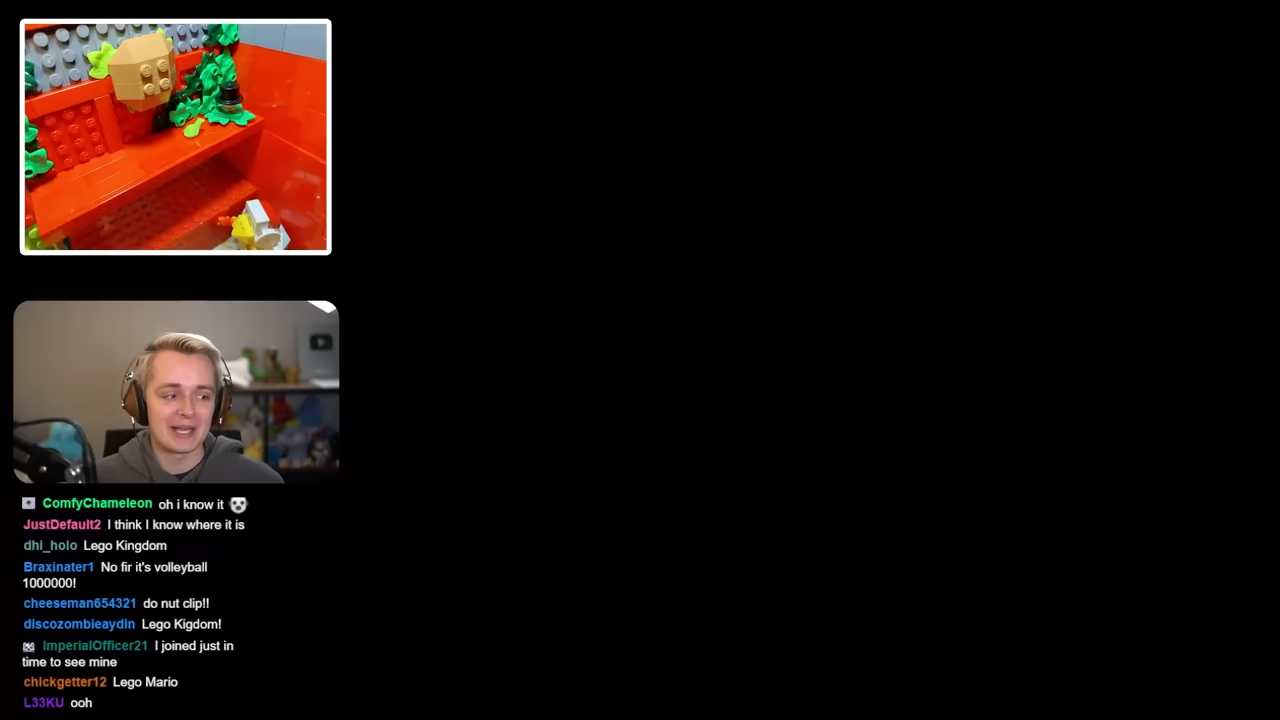 ComfyChameleon oh i know it
JustDefault2 I think I know where it is
dhi_holo Lego Kingdom
Braxinater1 No fir it's volleyball
1000000!
cheeseman654321 do nut clip!!
discozombieaydin Lego Kigdom!
ImperialOfficer21 I joined just in
time to see mine
chickgetter12 Lego Mario
L33KU ooh